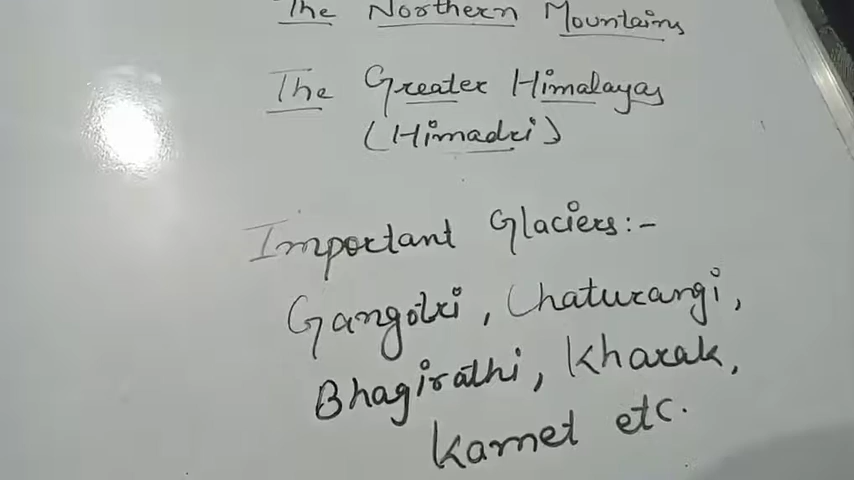 The Northern Mountains
The Greater Himalayas
(Himadri)
Important Glaciers:-
Gangotri, Chaturangi,
Bhagirathi, Kharak,
Kamet etc.